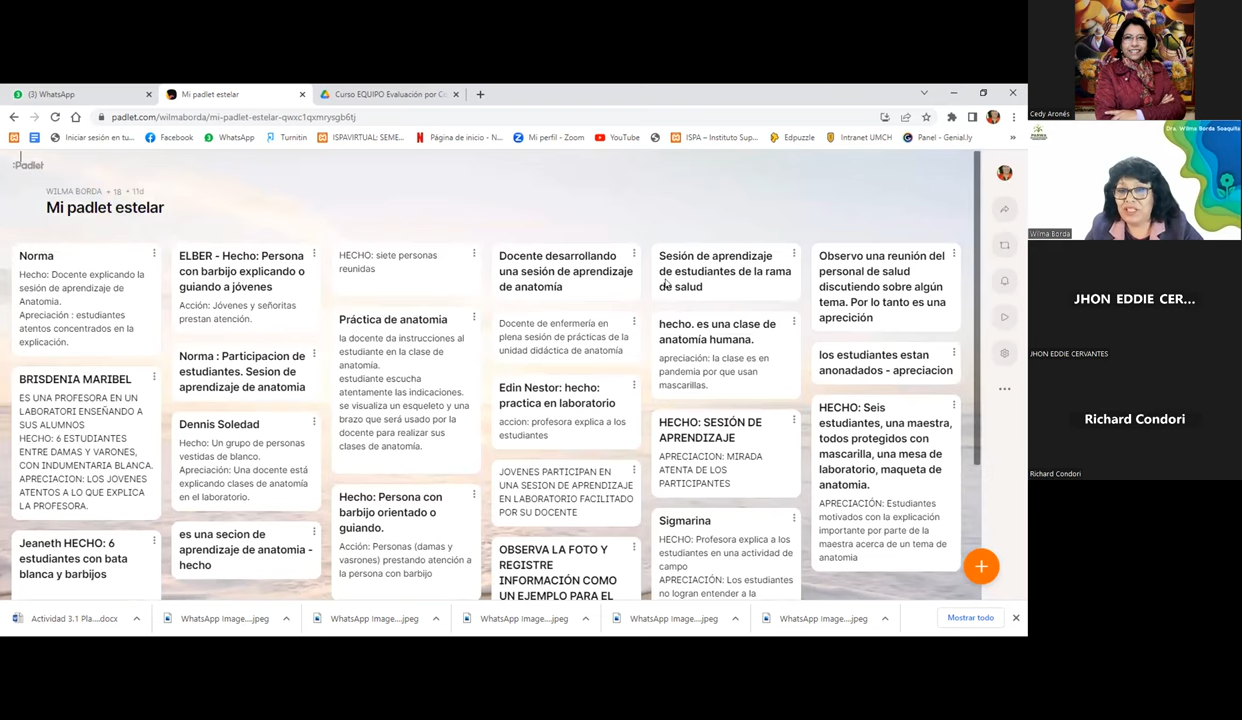 (3) WhatsApp
Mi padlet estelar
Curso EQUIPO Evaluación por C
padlet.com/wilmaborda/mi-padlet-estelar-qwxc1qxmrysgb6tj
Iniciar sesión en tu...
Facebook
WhatsApp
Turnitin
ISPAVIRTUAL: SEME...
Página de inicio - N...
Mi perfil - Zoom
YouTube
ISPA – Instituto Sup...
Edpuzzle
Intranet UMCH
Panel - Genial.ly
:Padlet
WILMA BORDA • 18 • 11d
Mi padlet estelar
Norma
Hecho: Docente explicando la
sesión de aprendizaje de
Anatomia.
Apreciación : estudiantes
atentos concentrados en la
explicación.
BRISDENIA MARIBEL
ES UNA PROFESORA EN UN
LABORATORI ENSEÑANDO A
SUS ALUMNOS
HECHO: 6 ESTUDIANTES
ENTRE DAMAS Y VARONES,
CON INDUMENTARIA BLANCA.
APRECIACION: LOS JOVENES
ATENTOS A LO QUE EXPLICA
LA PROFESORA.
Jeaneth HECHO: 6
estudiantes con bata
blanca y barbijos
ELBER - Hecho: Persona
con barbijo explicando o
guiando a jóvenes
Acción: Jóvenes y señoritas
prestan atención.
Norma : Participacion de
estudiantes. Sesion de
aprendizaje de anatomia
Dennis Soledad
Hecho: Un grupo de personas
vestidas de blanco.
Apreciación: Una docente está
explicando clases de anatomía
en el laboratorio.
es una secion de
aprendizaje de anatomia -
hecho
HECHO: siete personas
reunidas
Práctica de anatomia
la docente da instrucciones al
estudiante en la clase de
anatomía.
estudiante escucha
atentamente las indicaciones.
se visualiza un esqueleto y una
brazo que será usado por la
docente para realizar sus
clases de anatomía.
Hecho: Persona con
barbijo orientado o
guiando.
Acción: Personas (damas y
vasrones) prestando atención a
la persona con barbijo
Docente desarrollando
una sesión de aprendizaje
de anatomía
Docente de enfermería en
plena sesión de prácticas de la
unidad didáctica de anatomía
Edin Nestor: hecho:
practica en laboratorio
accion: profesora explica a los
estudiantes
JOVENES PARTICIPAN EN
UNA SESION DE APRENDIZAJE
EN LABORATORIO FACILITADO
POR SU DOCENTE
OBSERVA LA FOTO Y
REGISTRE
INFORMACIÓN COMO
UN EJEMPLO PARA EL
Sesión de aprendizaje
de estudiantes de la rama
de salud
hecho. es una clase de
anatomía humana.
apreciación: la clase es en
pandemia por que usan
mascarillas.
HECHO: SESIÓN DE
APRENDIZAJE
APRECIACION: MIRADA
ATENTA DE LOS
PARTICIPANTES
Sigmarina
HECHO: Profesora explica a los
estudiantes en una actividad de
campo
APRECIACIÓN: Los estudiantes
no logran entender a la
Observo una reunión del
personal de salud
discutiendo sobre algún
tema. Por lo tanto es una
aprecición
los estudiantes estan
anonadados - apreciacion
HECHO: Seis
estudiantes, una maestra,
todos protegidos con
mascarilla, una mesa de
laboratorio, maqueta de
anatomia.
APRECIACIÓN: Estudiantes
motivados con la explicación
importante por parte de la
maestra acerca de un tema de
anatomia
Actividad 3.1 Pla....docx
WhatsApp Image....jpeg
WhatsApp Image....jpeg
WhatsApp Image....jpeg
WhatsApp Image....jpeg
WhatsApp Image....jpeg
Mostrar todo
Cedy Aronés
Dra. Wilma Borda Soaquita
Wilma Borda
JHON EDDIE CER...
JHON EDDIE CERVANTES
Richard Condori
Richard Condori